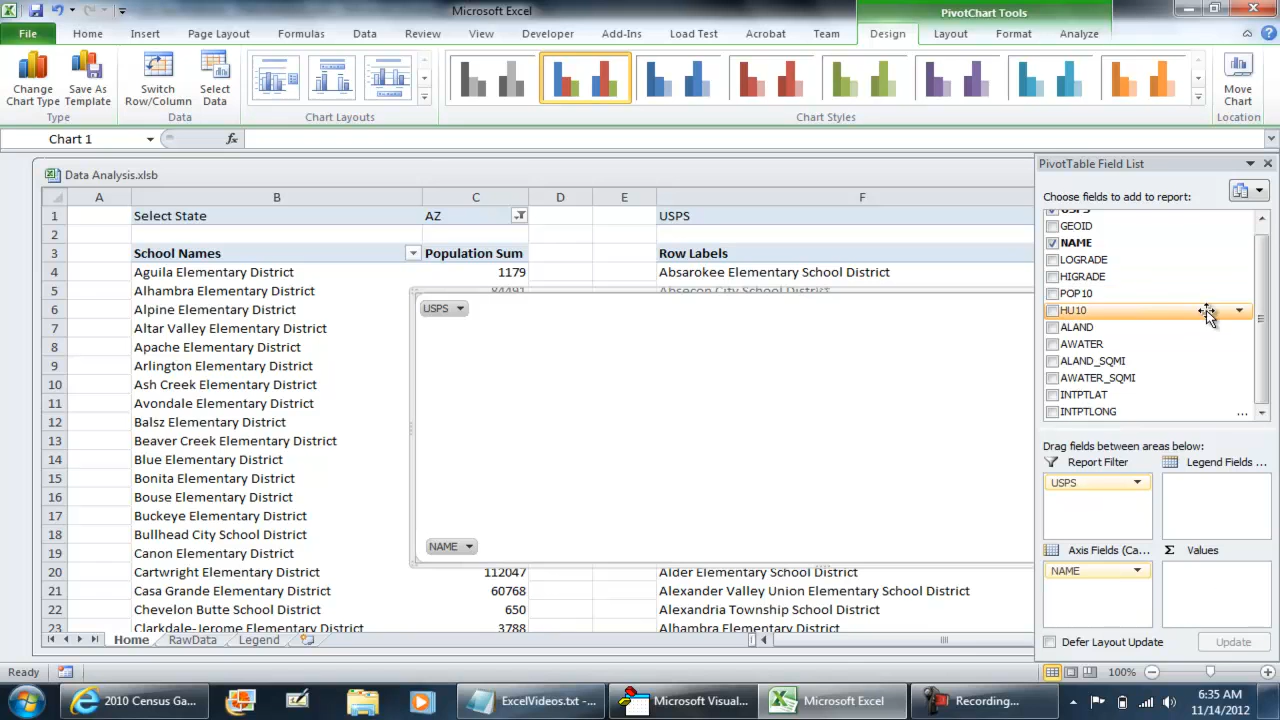 Microsoft Excel
PivotChart Tools
File Home Insert Page Layout Formulas Data Review View Developer Add-Ins Load Test Acrobat Team Design Layout Format Analyze
Change Chart Type
Save As Template
Switch Row/Column
Select Data
Move Chart
Type Data Chart Layouts Chart Styles Location
Chart 1
fx
Data Analysis.xlsb
A B C D E F
1 Select State AZ USPS
2
3 School Names Population Sum Row Labels
4 Aguila Elementary District 1179 Absarokee Elementary School District
5 Alhambra Elementary District 84491 Absecon City School District
6 Alpine Elementary District
7 Altar Valley Elementary District
8 Apache Elementary District
9 Arlington Elementary District
10 Ash Creek Elementary District
11 Avondale Elementary District
12 Balsz Elementary District
13 Beaver Creek Elementary District
14 Blue Elementary District
15 Bonita Elementary District
16 Bouse Elementary District
17 Buckeye Elementary District
18 Bullhead City School District
19 Canon Elementary District
20 Cartwright Elementary District 112047 Alder Elementary School District
21 Casa Grande Elementary District 60768 Alexander Valley Union Elementary School District
22 Chevelon Butte School District 650 Alexandria Township School District
23 Clarkdale-Jerome Elementary District 3788 Alhambra Elementary District
USPS
NAME
Home RawData Legend
PivotTable Field List
Choose fields to add to report:
USPS
GEOID
NAME
LOGRADE
HIGRADE
POP10
HU10
ALAND
AWATER
ALAND_SQMI
AWATER_SQMI
INTPTLAT
INTPTLONG ...
Drag fields between areas below:
Report Filter Legend Fields ...
USPS
Axis Fields (Ca... Σ Values
NAME
Defer Layout Update Update
Ready 100%
2010 Census Ga... ExcelVideos.txt -... Microsoft Visual... Microsoft Excel Recording...
6:35 AM
11/14/2012